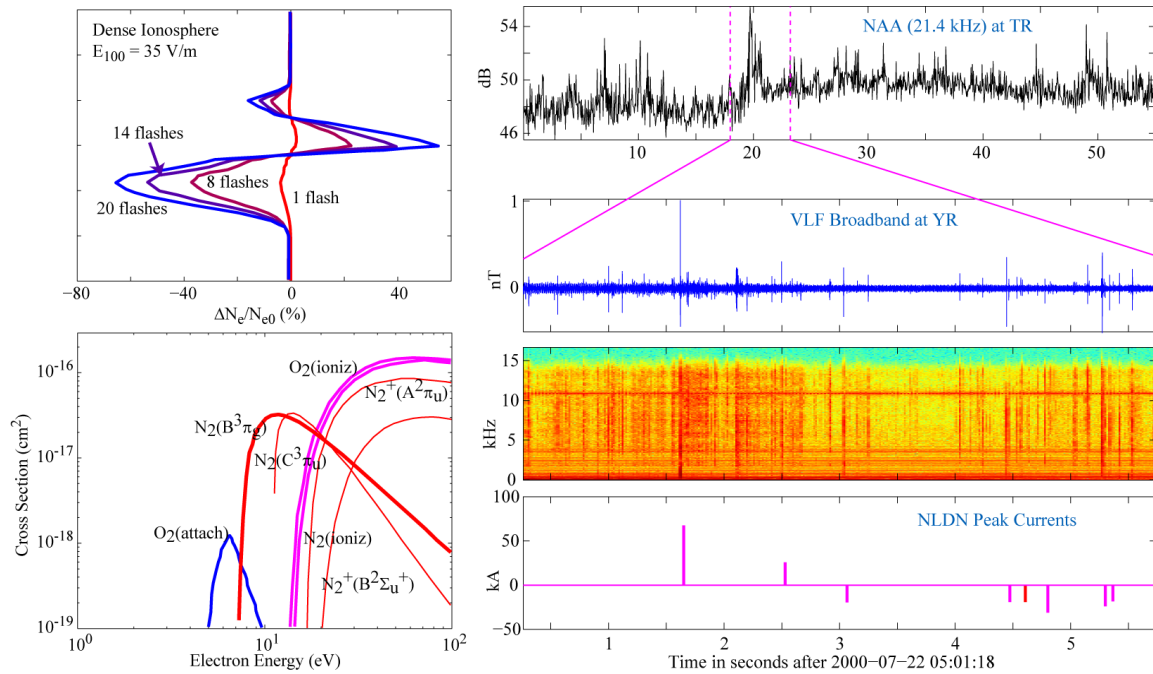 Dense Ionosphere
E100 = 35 V/m
14 flashes
8 flashes
1 flash
20 flashes
−80 −40 0 40
ΔNe/Ne0 (%)
10-16
10-17
10-18
10-19
Cross Section (cm2)
O2(ioniz)
N2+(A2πu)
N2(B3πg)
N2(C3πu)
O2(attach)
N2(ioniz)
N2+(B2Σu+)
100 101 102
Electron Energy (eV)
NAA (21.4 kHz) at TR
54
50
46
dB
10 20 30 40 50
VLF Broadband at YR
1
0
nT
15
10
5
0
kHz
NLDN Peak Currents
100
50
0
−50
kA
1 2 3 4 5
Time in seconds after 2000-07-22 05:01:18